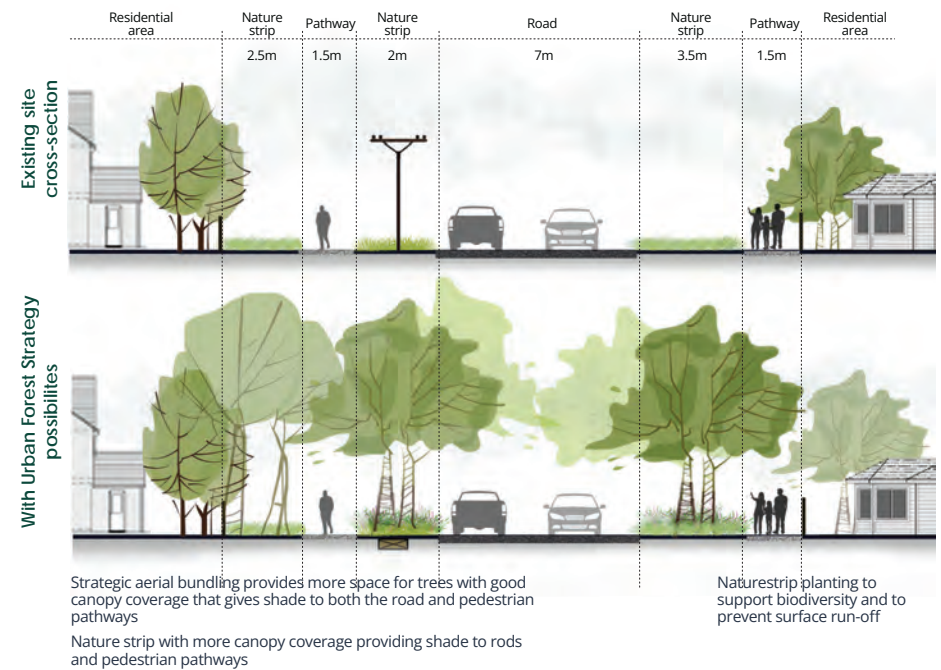 Residential
area
Nature
strip
Pathway
Nature
strip
Road
Nature
strip
Pathway
Residential
area
2.5m
1.5m
2m
7m
3.5m
1.5m
Existing site
cross-section
With Urban Forest Strategy
possibilites
Strategic aerial bundling provides more space for trees with good
canopy coverage that gives shade to both the road and pedestrian
pathways
Nature strip with more canopy coverage providing shade to rods
and pedestrian pathways
Naturestrip planting to
support biodiversity and to
prevent surface run-off